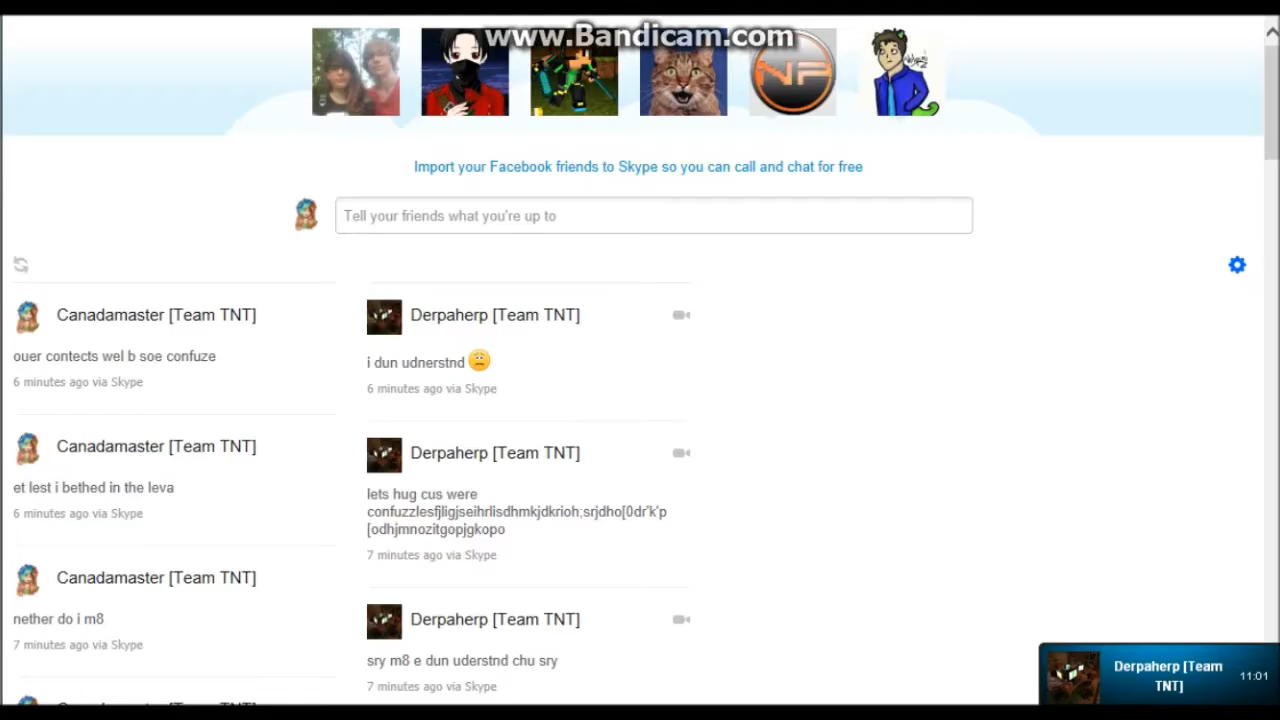 www.Bandicam.com
NP
Import your Facebook friends to Skype so you can call and chat for free
Tell your friends what you're up to
Canadamaster [Team TNT]
ouer contects wel b soe confuze
6 minutes ago via Skype
Canadamaster [Team TNT]
et lest i bethed in the leva
6 minutes ago via Skype
Canadamaster [Team TNT]
nether do i m8
7 minutes ago via Skype
Derpaherp [Team TNT]
i dun udnerstnd
6 minutes ago via Skype
Derpaherp [Team TNT]
lets hug cus were
confuzzlesfjligjseihrlisdhmkjdkrioh;srjdho[0dr'k'p
[odhjmnozitgopjgkopo
7 minutes ago via Skype
Derpaherp [Team TNT]
sry m8 e dun uderstnd chu sry
7 minutes ago via Skype
Derpaherp [Team
TNT]
11:01